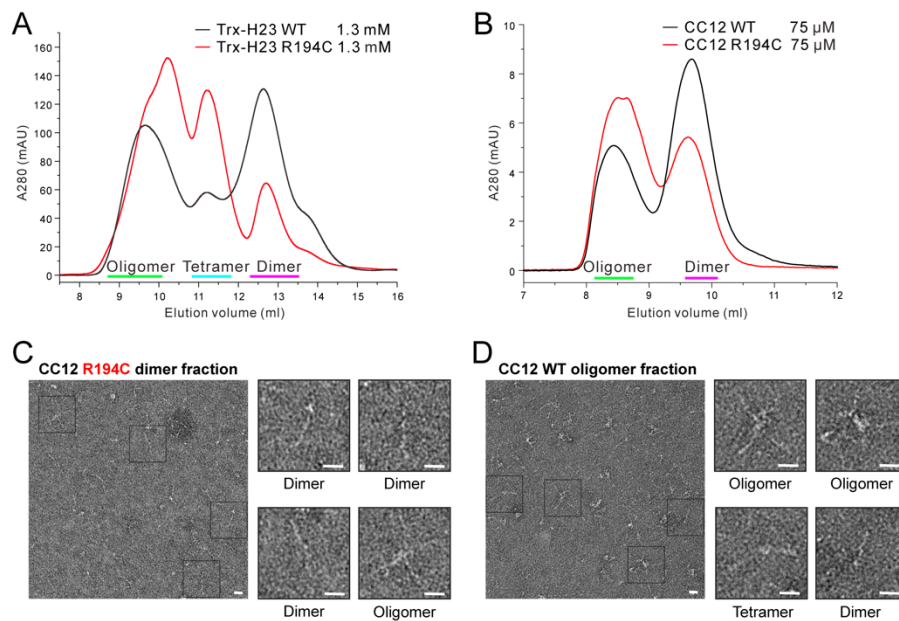 A
Trx-H23 WT 1.3 mM
Trx-H23 R194C 1.3 mM
A280 (mAU)
160
140
120
100
80
60
40
20
0
Oligomer Tetramer Dimer
8 9 10 11 12 13 14 15 16
Elution volume (ml)
B
CC12 WT 75 μM
CC12 R194C 75 μM
A280 (mAU)
10
8
6
4
2
0
Oligomer Dimer
7 8 9 10 11 12
Elution volume (ml)
C
CC12 R194C dimer fraction
Dimer Dimer
Dimer Oligomer
D
CC12 WT oligomer fraction
Oligomer Oligomer
Tetramer Dimer